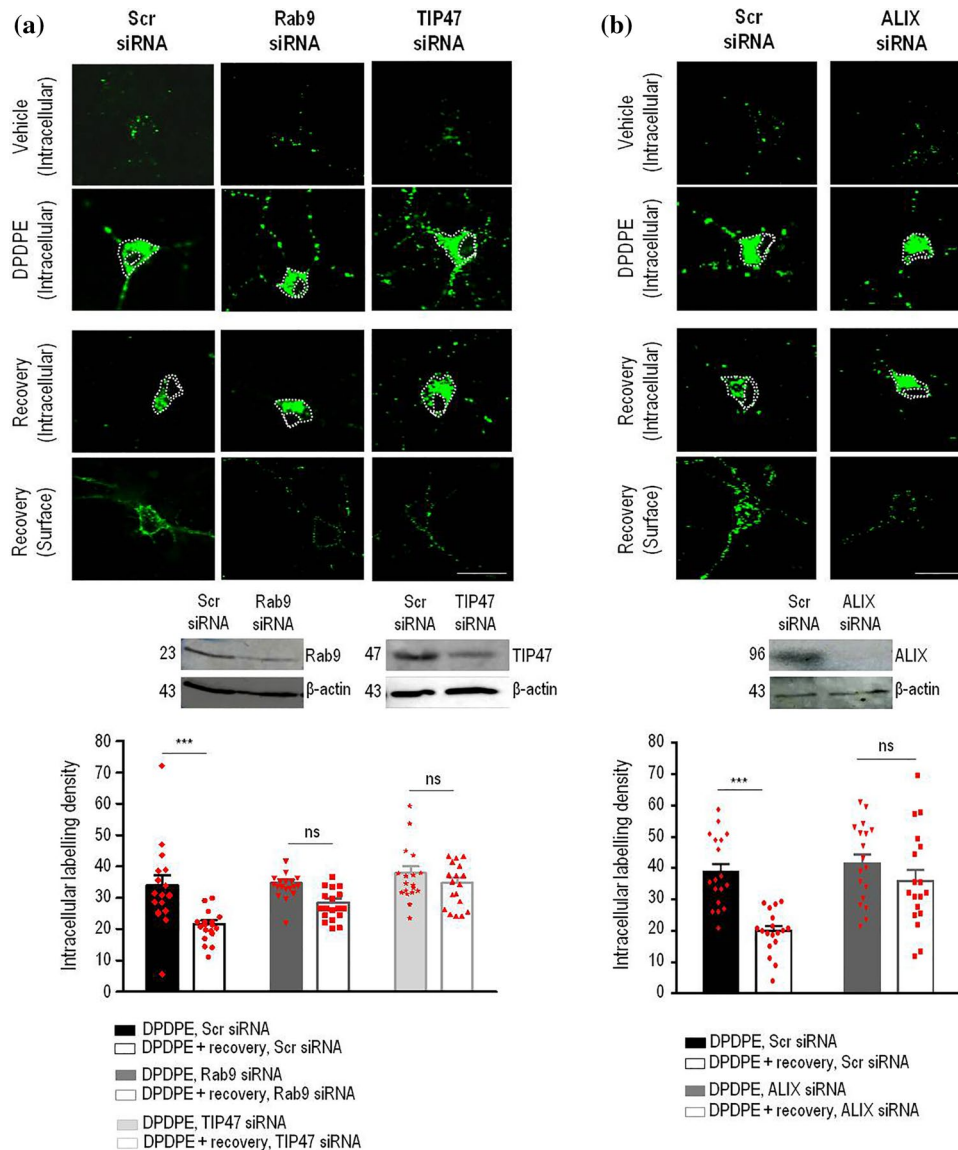 (a)
Scr
siRNA
Rab9
siRNA
TIP47
siRNA
Vehicle
(Intracellular)
DPDPE
(Intracellular)
Recovery
(Intracellular)
Recovery
(Surface)
Scr
siRNA
Rab9
siRNA
23
Rab9
43
β-actin
Scr
siRNA
TIP47
siRNA
47
TIP47
43
β-actin
Intracellular labelling density
80
70
60
50
40
30
20
10
0
***
ns
ns
DPDPE, Scr siRNA
DPDPE + recovery, Scr siRNA
DPDPE, Rab9 siRNA
DPDPE + recovery, Rab9 siRNA
DPDPE, TIP47 siRNA
DPDPE + recovery, TIP47 siRNA
(b)
Scr
siRNA
ALIX
siRNA
Vehicle
(Intracellular)
DPDPE
(Intracellular)
Recovery
(Intracellular)
Recovery
(Surface)
Scr
siRNA
ALIX
siRNA
96
ALIX
43
β-actin
Intracellular labelling density
80
70
60
50
40
30
20
10
0
***
ns
DPDPE, Scr siRNA
DPDPE + recovery, Scr siRNA
DPDPE, ALIX siRNA
DPDPE + recovery, ALIX siRNA